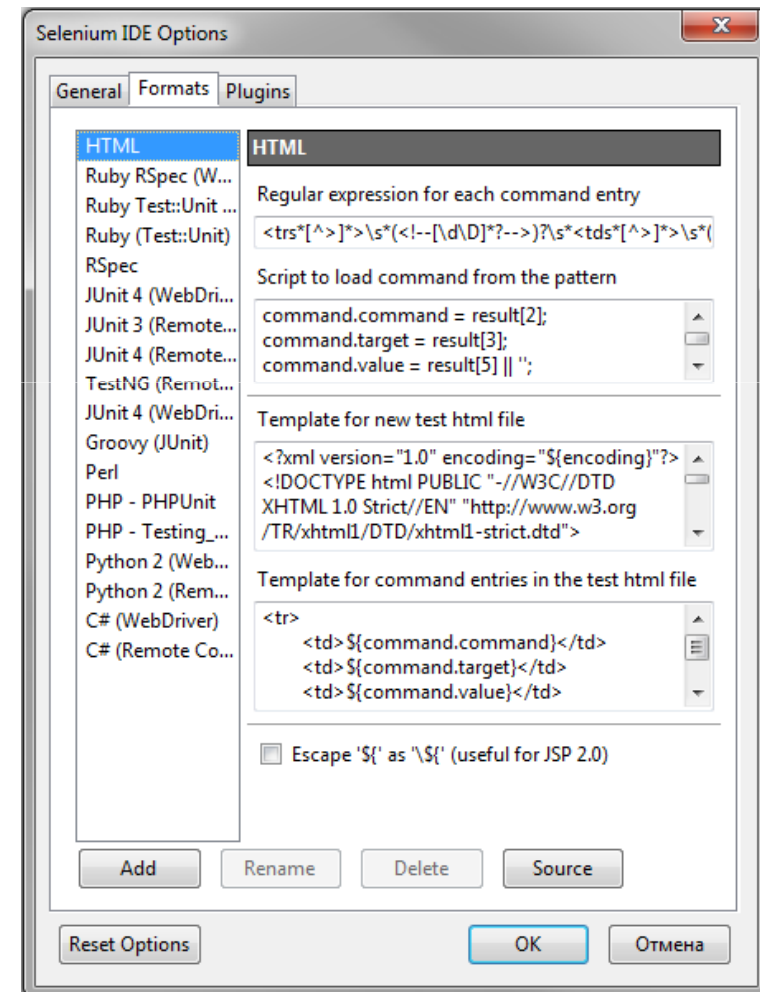 Selenium IDE Options
General Formats Plugins
HTML
Ruby RSpec (W...
Ruby Test::Unit ...
Ruby (Test::Unit)
RSpec
JUnit 4 (WebDri...
JUnit 3 (Remote...
JUnit 4 (Remote...
TestNG (Remot...
JUnit 4 (WebDri...
Groovy (JUnit)
Perl
PHP - PHPUnit
PHP - Testing_...
Python 2 (Web...
Python 2 (Rem...
C# (WebDriver)
C# (Remote Co...
HTML
Regular expression for each command entry
<trs*[^>]*>\s*(<!--[\d\D]*?-->)?\s*<tds*[^>]*>\s*(
Script to load command from the pattern
command.command = result[2];
command.target = result[3];
command.value = result[5] || '';
Template for new test html file
<?xml version="1.0" encoding="${encoding}"?>
<!DOCTYPE html PUBLIC "-//W3C//DTD
XHTML 1.0 Strict//EN" "http://www.w3.org
/TR/xhtml1/DTD/xhtml1-strict.dtd">
Template for command entries in the test html file
<tr>
<td>${command.command}</td>
<td>${command.target}</td>
<td>${command.value}</td>
Escape '${' as '\${' (useful for JSP 2.0)
Add Rename Delete Source
Reset Options OK Отмена